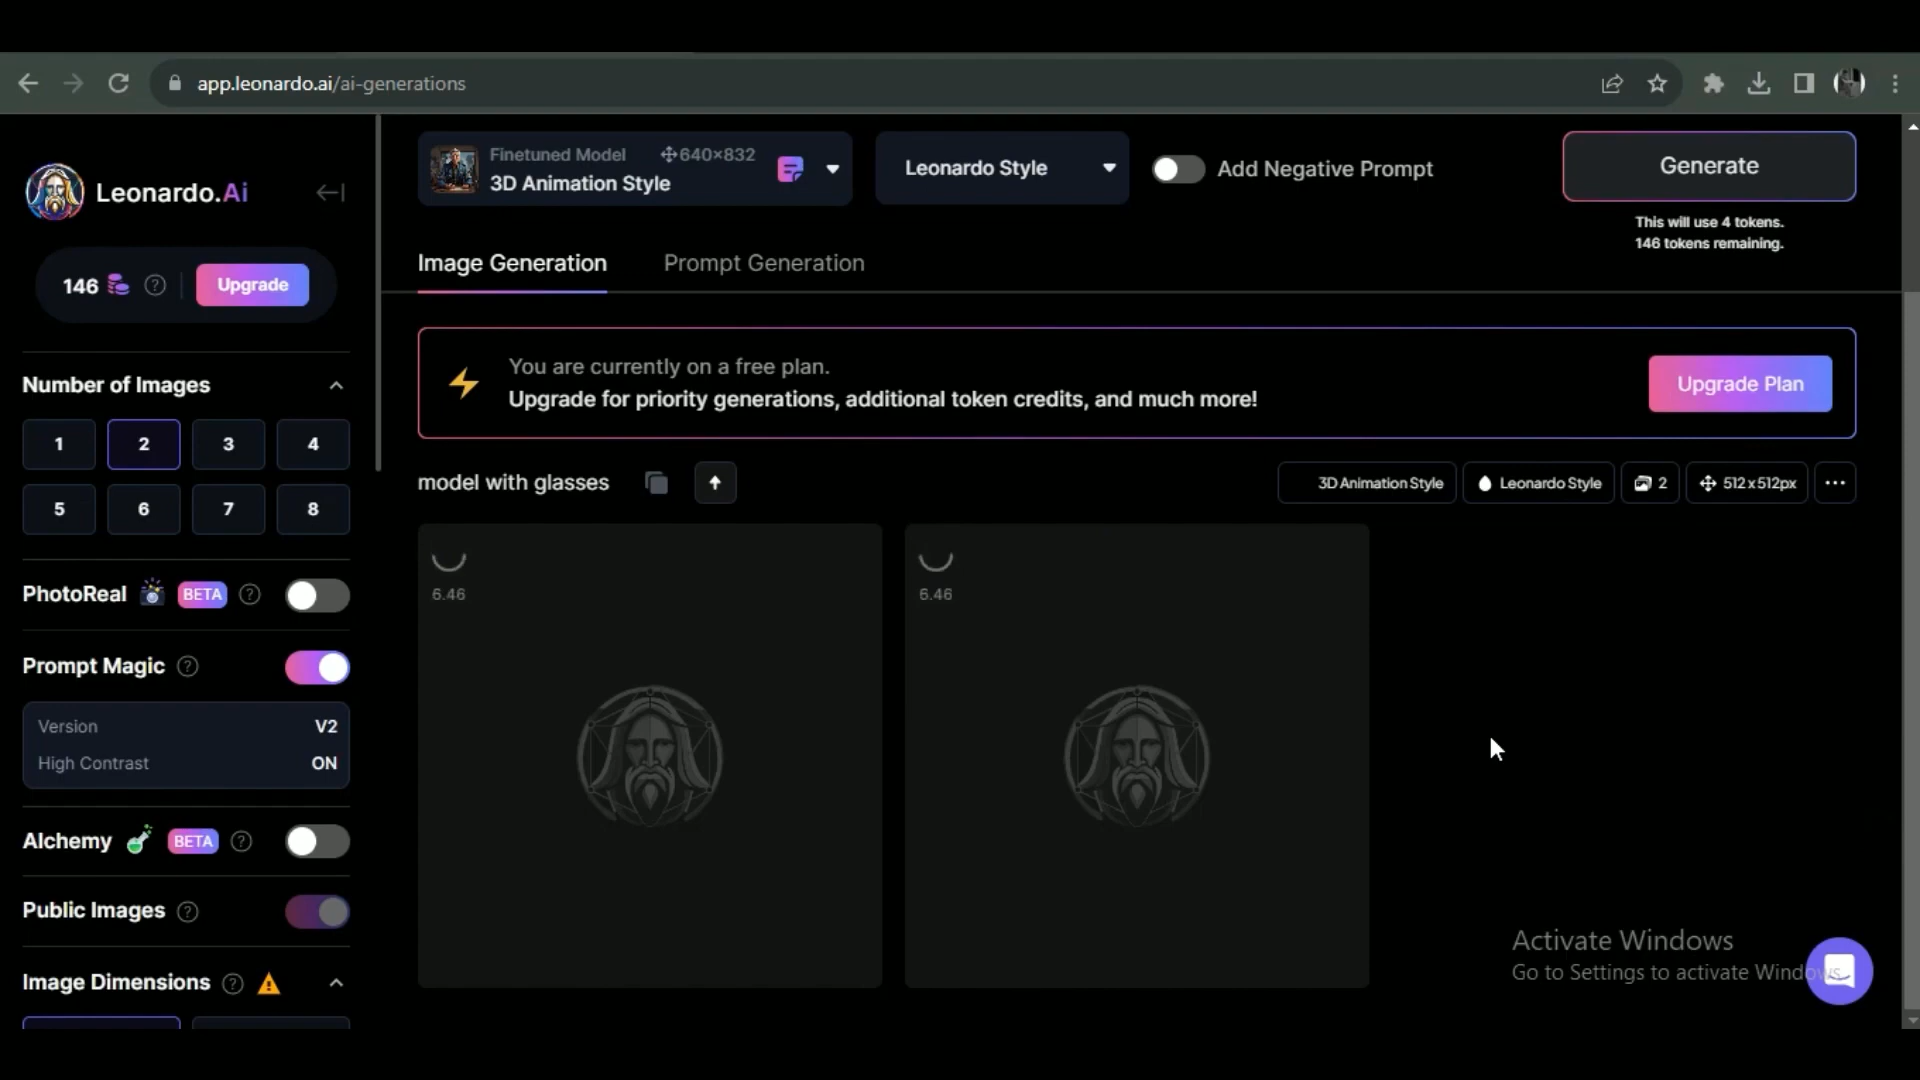 app.leonardo.ai/ai-generations
Leonardo.Ai
146
Upgrade
Number of Images
1 2 3 4
5 6 7 8
PhotoReal BETA
Prompt Magic
Version V2
High Contrast ON
Alchemy BETA
Public Images
Image Dimensions
Finetuned Model 640×832
3D Animation Style
Leonardo Style
Add Negative Prompt
Generate
This will use 4 tokens.
146 tokens remaining.
Image Generation Prompt Generation
You are currently on a free plan.
Upgrade for priority generations, additional token credits, and much more!
Upgrade Plan
model with glasses
3D Animation Style Leonardo Style 2 512x512px
6.46 6.46
Activate Windows
Go to Settings to activate Windows.